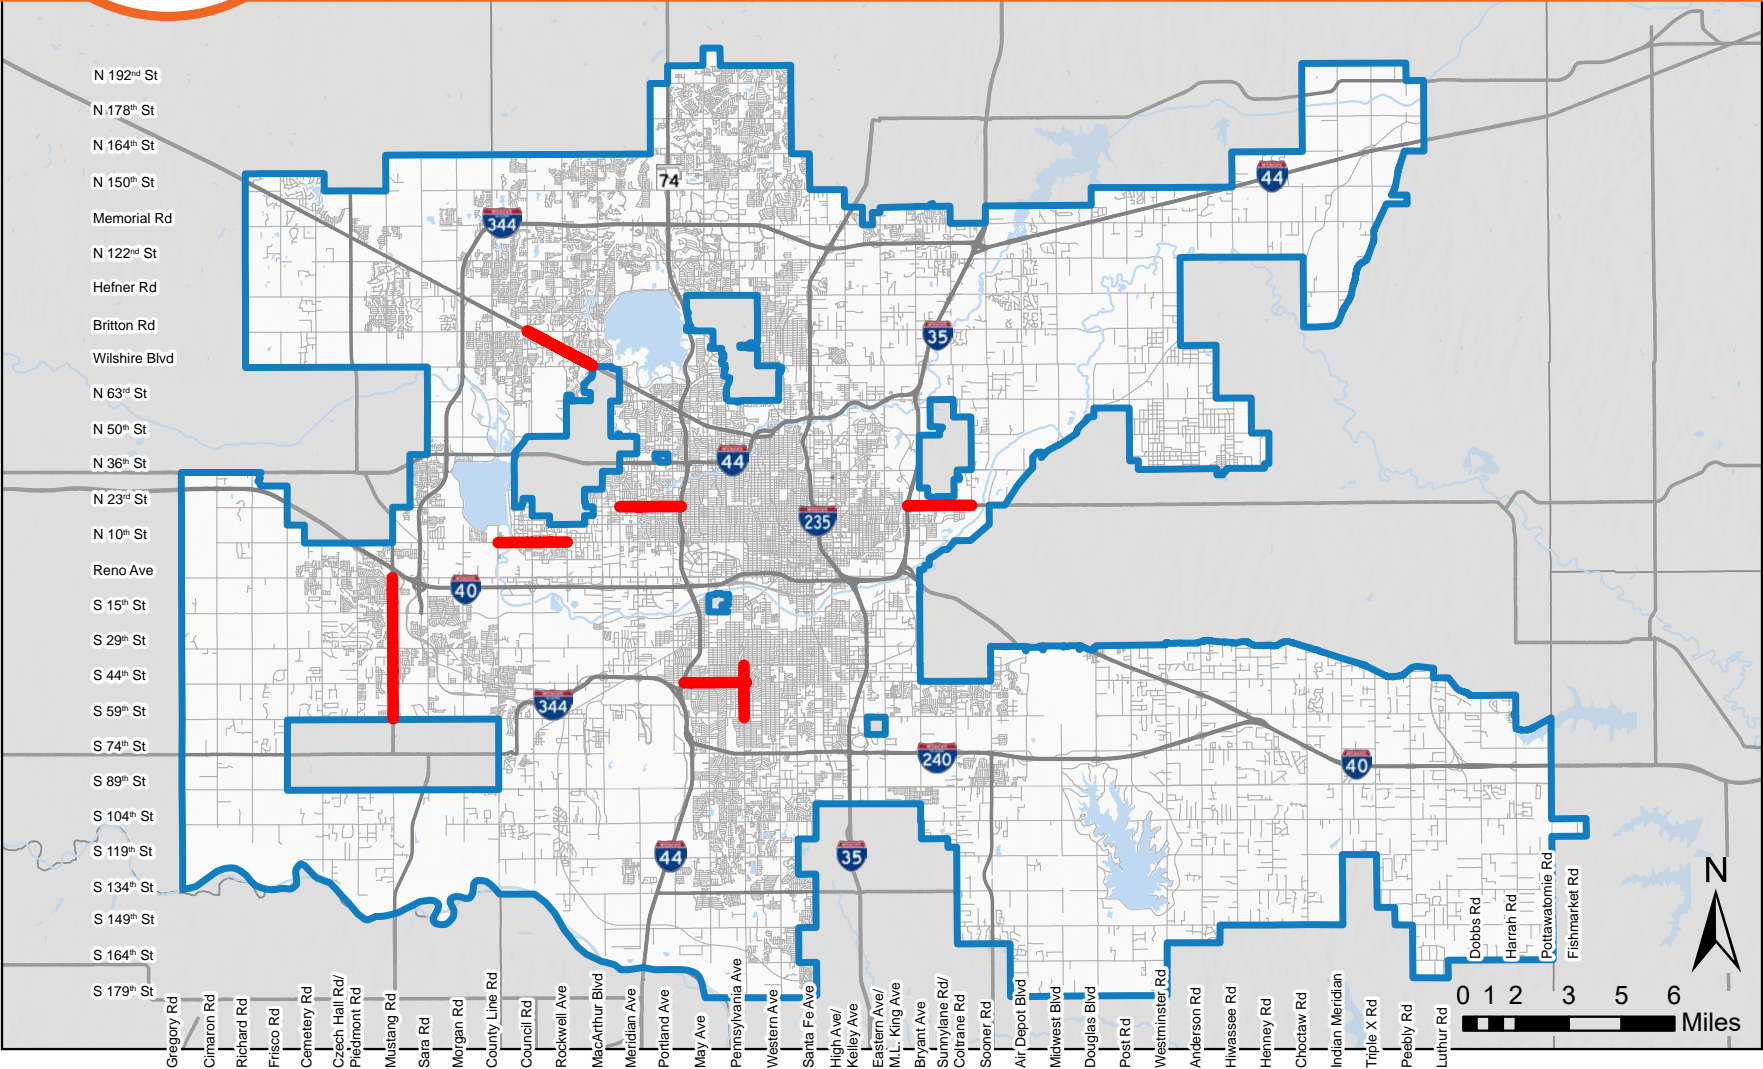 N 192nd St
N 178th St
N 164th St
N 150th St
Memorial Rd
N 122nd St
Hefner Rd
Britton Rd
Wilshire Blvd
N 63rd St
N 50th St
N 36th St
N 23rd St
N 10th St
Reno Ave
S 15th St
S 29th St
S 44th St
S 59th St
S 74th St
S 89th St
S 104th St
S 119th St
S 134th St
S 149th St
S 164th St
S 179th St
74
344
44
35
44
235
40
344
240
40
44
35
Gregory Rd
Cimarron Rd
Richard Rd
Frisco Rd
Cemetery Rd
Czech Hall Rd/
Piedmont Rd
Mustang Rd
Sara Rd
Morgan Rd
County Line Rd
Council Rd
Rockwell Ave
MacArthur Blvd
Meridian Ave
Portland Ave
May Ave
Pennsylvania Ave
Western Ave
Santa Fe Ave
High Ave/
Kelley Ave
Eastern Ave/
M.L. King Ave
Bryant Ave
Sunnylane Rd/
Coltrane Rd
Sooner Rd
Air Depot Blvd
Midwest Blvd
Douglas Blvd
Post Rd
Westminster Rd
Anderson Rd
Hiwassee Rd
Henney Rd
Choctaw Rd
Indian Meridian
Triple X Rd
Peebly Rd
Luthur Rd
Dobbs Rd
Harrah Rd
Pottawatomie Rd
Fishmarket Rd
N
0 1 2 3 5 6
Miles